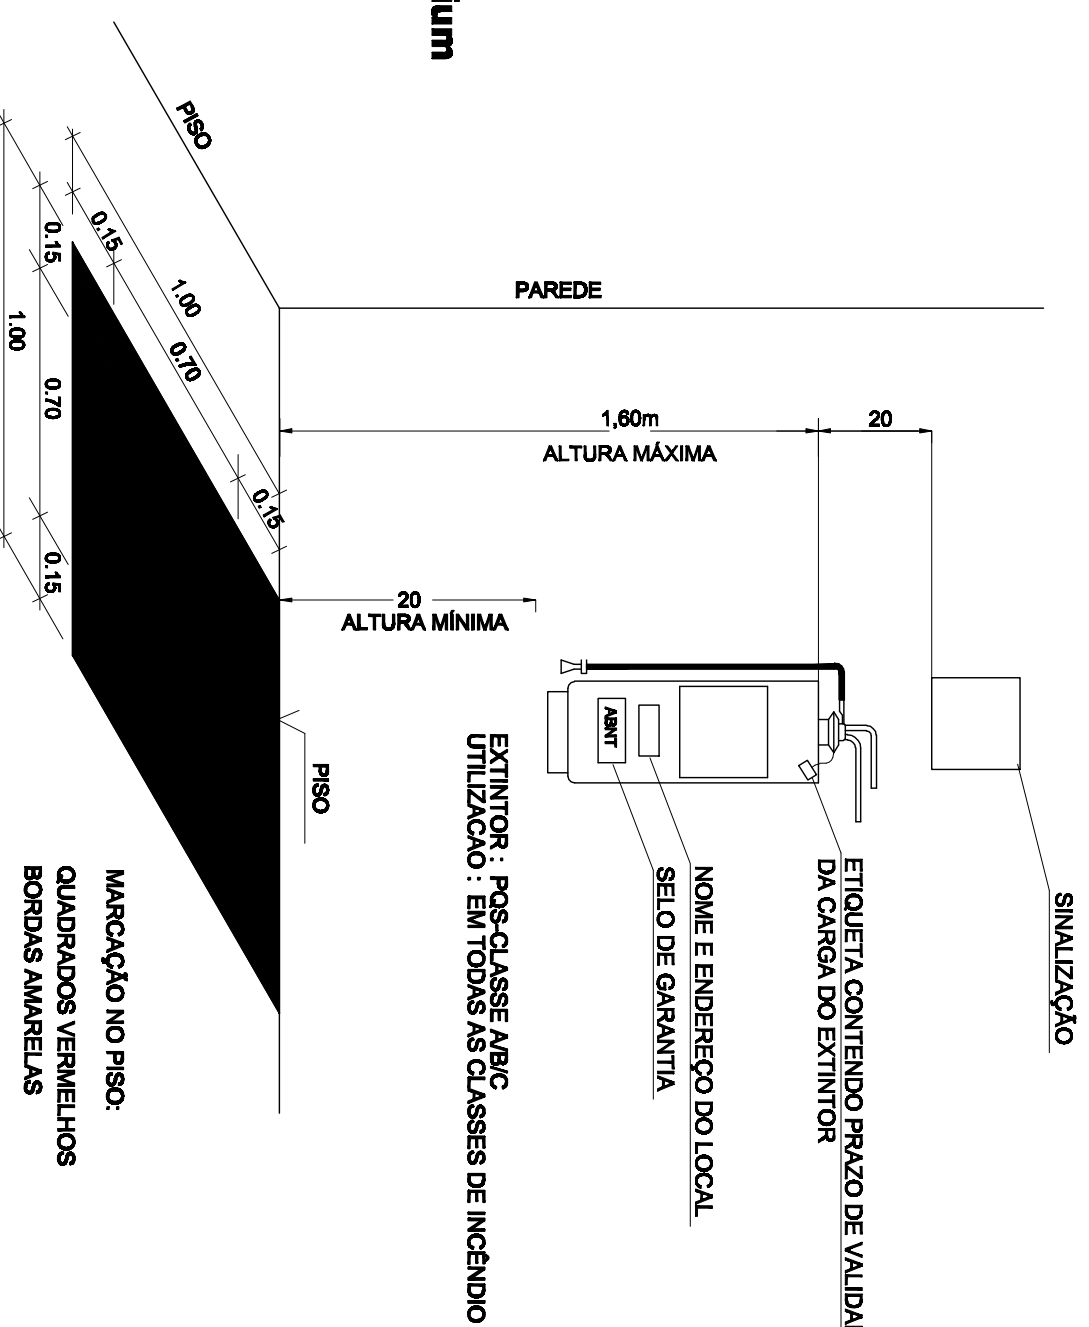 SINALIZAÇÃO
20
ETIQUETA CONTENDO PRAZO DE
DA CARGA DO EXTINTOR
1,60m
ALTURA MÁXIMA
PAREDE
NOME E ENDEREÇO DO LOCAL
SELO DE GARANTIA
ABNT
20
ALTURA MÍNIMA
EXTINTOR : PQS-CLASSE A/B/C
UTILIZACAO : EM TODAS AS CLASSES DE INCÊNDIO
PISO
PISO
MARCAÇÃO NO PISO:
QUADRADOS VERMELHOS
BORDAS AMARELAS
1.00
0.15
0.70
0.15
0.15
0.70
0.15
1.00